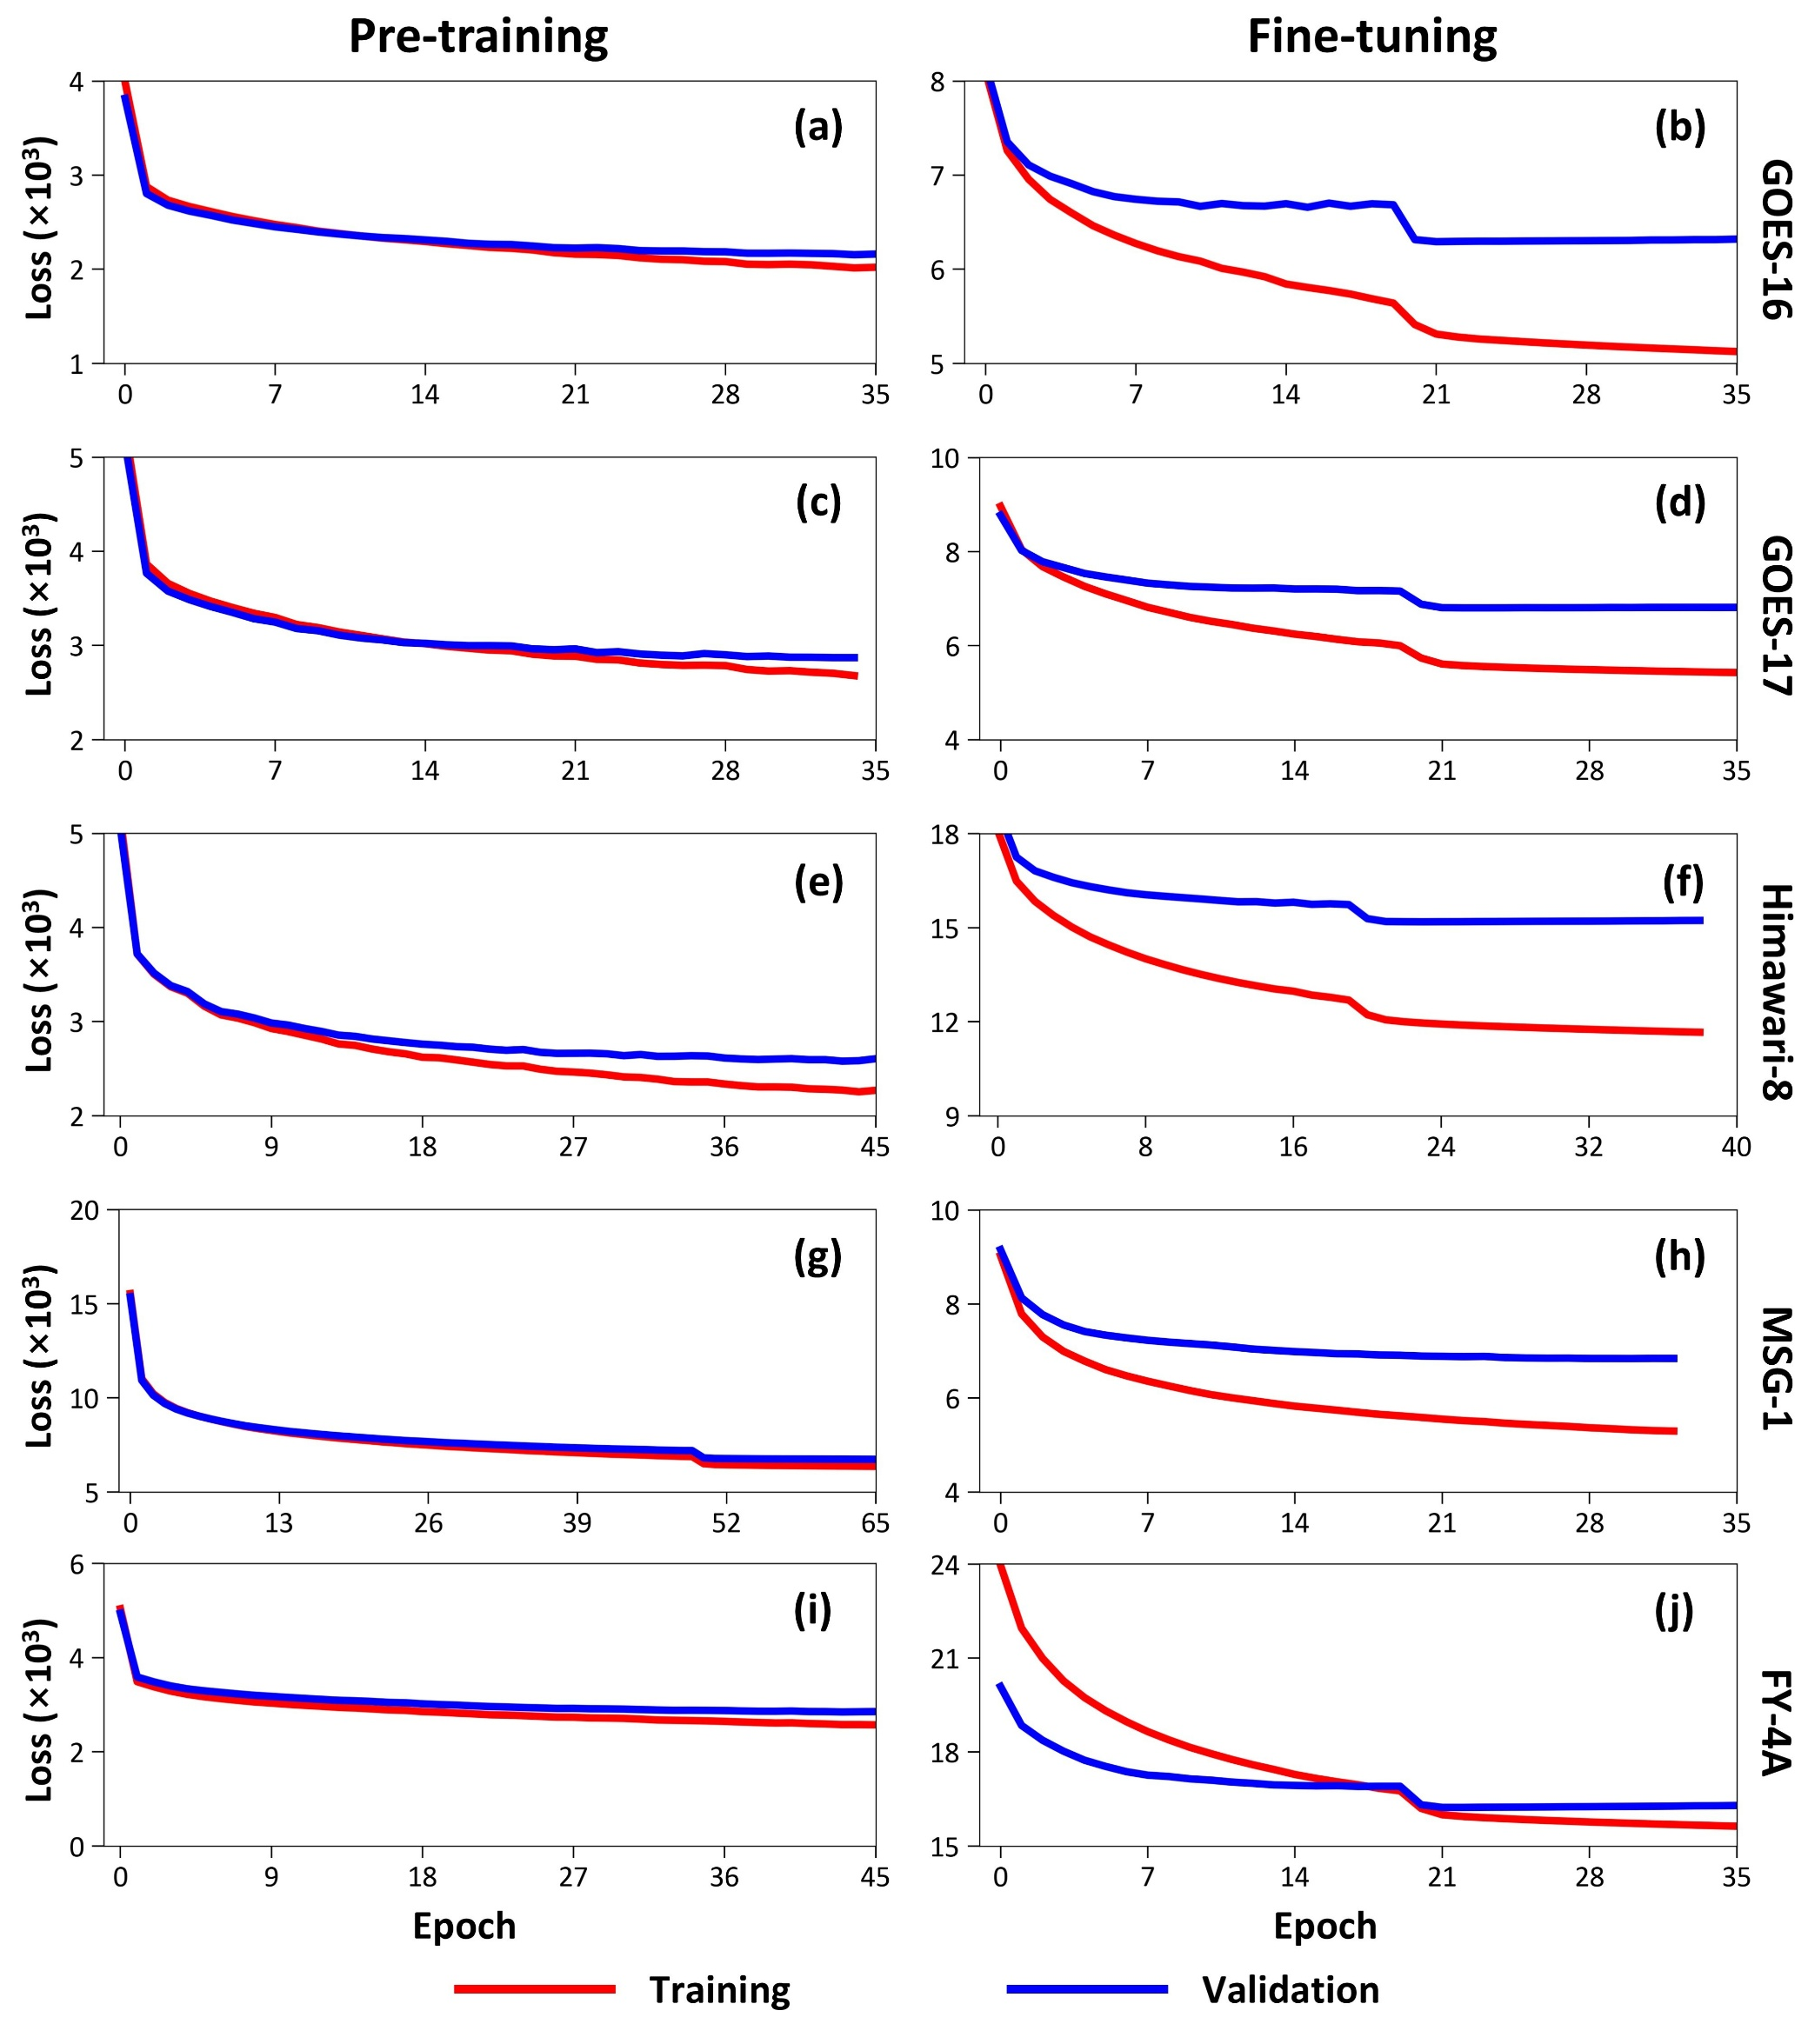 Pre-training Fine-tuning
4 8
(a) (b)
3 7
2 6
1 5
Loss (×10³) GOES-16
0 7 14 21 28 35 0 7 14 21 28 35
5 10
(c) (d)
4 8
3 6
2 4
Loss (×10³) GOES-17
0 7 14 21 28 35 0 7 14 21 28 35
5 18
(e) (f)
4 15
3 12
2 9
Loss (×10³) Himawari-8
0 9 18 27 36 45 0 8 16 24 32 40
20 10
(g) (h)
15 8
10 6
5 4
Loss (×10³) MSG-1
0 13 26 39 52 65 0 7 14 21 28 35
6 24
(i) (j)
4 21
2 18
0 15
Loss (×10³) FY-4A
0 9 18 27 36 45 0 7 14 21 28 35
Epoch Epoch
Training Validation